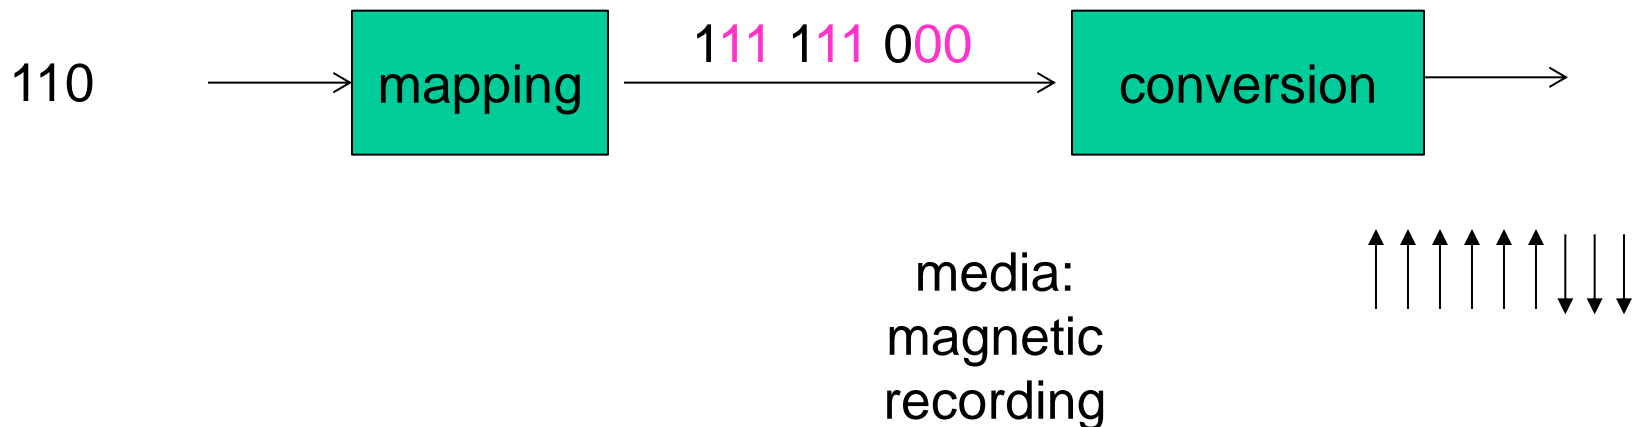 111 111 000
110
mapping
conversion
media:
magnetic
recording